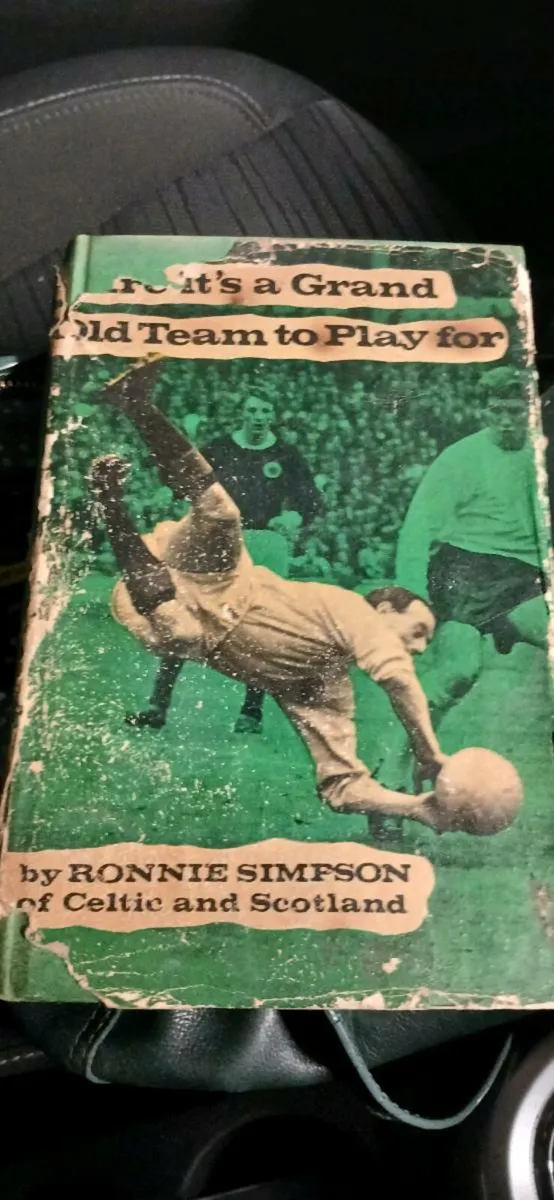 it's a Grand
Old Team to Play for
by RONNIE SIMPSON
of Celtic and Scotland